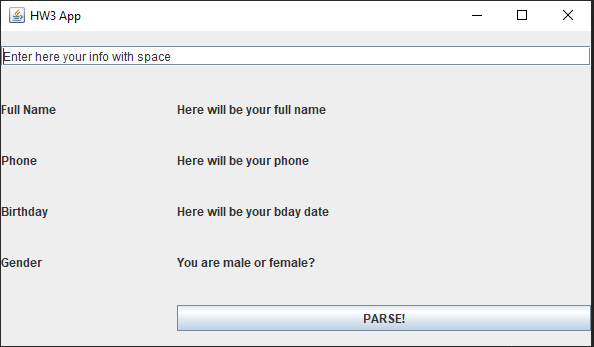 HW3 App
Enter here your info with space
Full Name Here will be your full name
Phone Here will be your phone
Birthday Here will be your bday date
Gender You are male or female?
PARSE!